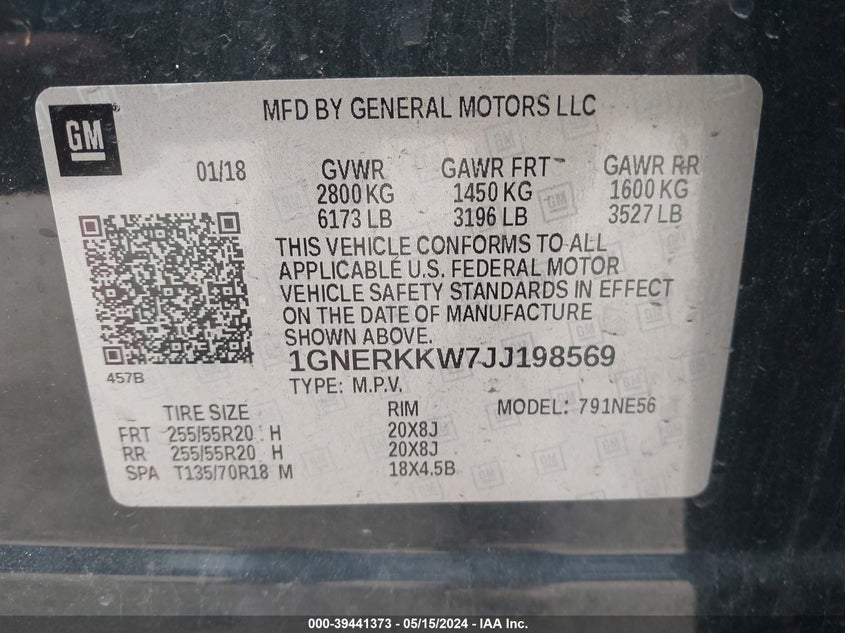 GM
MFD BY GENERAL MOTORS LLC
01/18 GVWR GAWR FRT GAWR RR
2800 KG 1450 KG 1600 KG
6173 LB 3196 LB 3527 LB
THIS VEHICLE CONFORMS TO ALL
APPLICABLE U.S. FEDERAL MOTOR
VEHICLE SAFETY STANDARDS IN EFFECT
ON THE DATE OF MANUFACTURE
SHOWN ABOVE.
457B
1GNERKKW7JJ198569
TYPE: M.P.V.
TIRE SIZE RIM MODEL: 791NE56
FRT 255/55R20 H 20X8J
RR 255/55R20 H 20X8J
SPA T135/70R18 M 18X4.5B
000-39441373 - 05/15/2024 - IAA Inc.